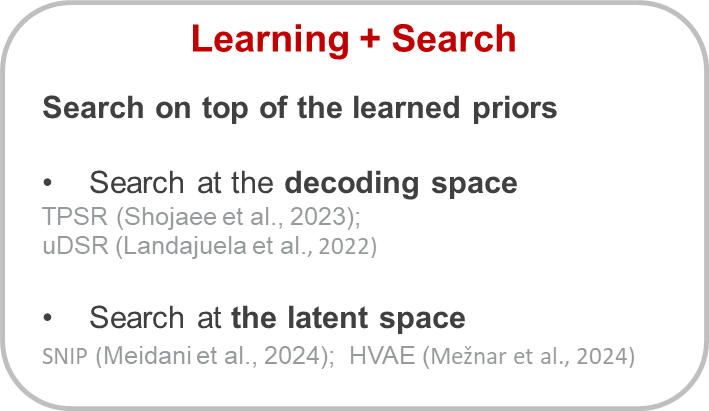 Learning + Search
Search on top of the learned priors
• Search at the decoding space
TPSR (Shojaee et al., 2023);
uDSR (Landajuela et al., 2022)
• Search at the latent space
SNIP (Meidani et al., 2024); HVAE (Mežnar et al., 2024)